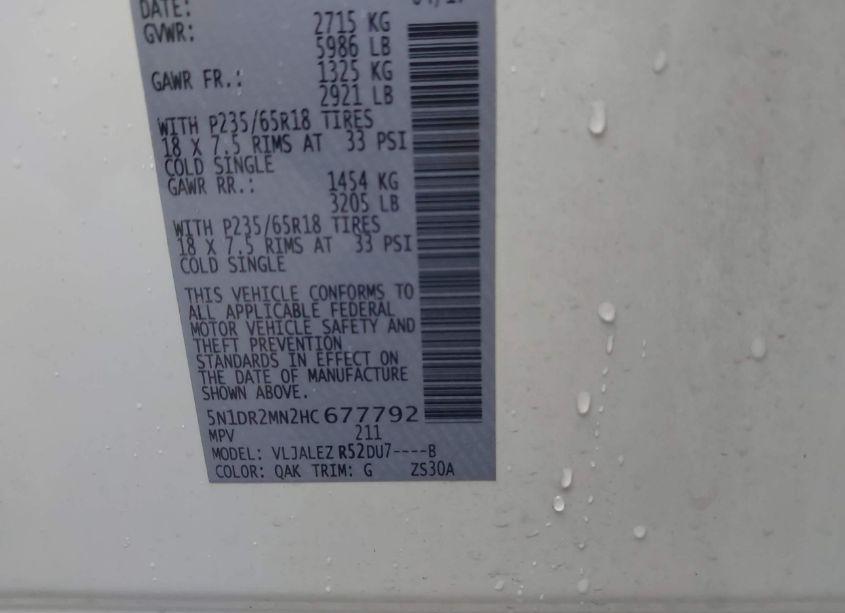 DATE:
GVWR: 2715 KG
5986 LB
GAWR FR.: 1325 KG
2921 LB
WITH P235/65R18 TIRES
18 X 7.5 RIMS AT 33 PSI
COLD SINGLE
GAWR RR.: 1454 KG
3205 LB
WITH P235/65R18 TIRES
18 X 7.5 RIMS AT 33 PSI
COLD SINGLE
THIS VEHICLE CONFORMS TO
ALL APPLICABLE FEDERAL
MOTOR VEHICLE SAFETY AND
THEFT PREVENTION
STANDARDS IN EFFECT ON
THE DATE OF MANUFACTURE
SHOWN ABOVE.
5N1DR2MN2HC677792
MPV 211
MODEL: VLJALEZ R52DU7----B
COLOR: QAK TRIM: G ZS30A